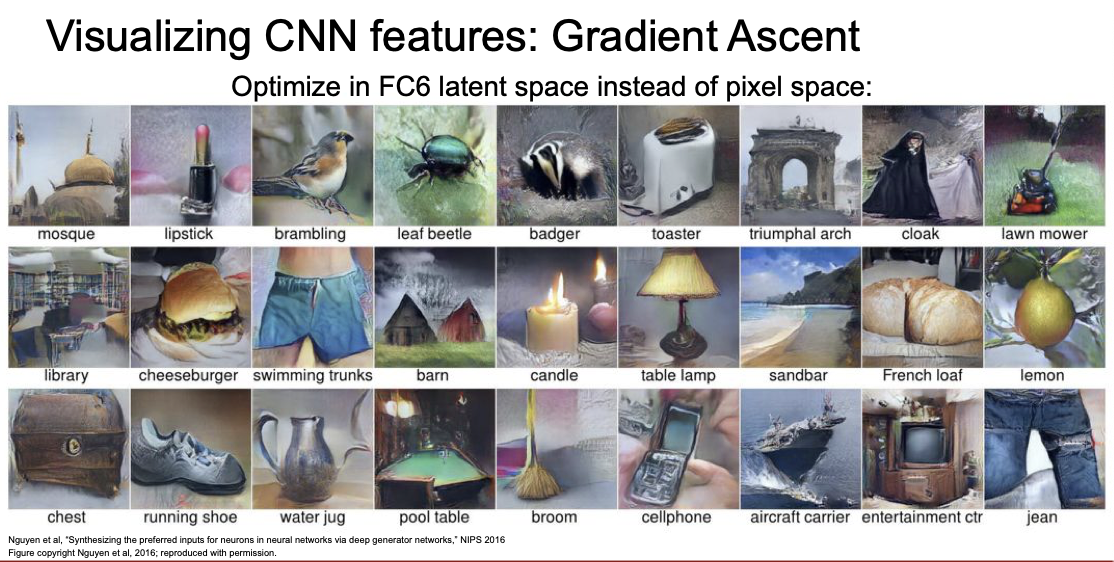 Visualizing CNN features: Gradient Ascent
Optimize in FC6 latent space instead of pixel space:
mosque lipstick brambling leaf beetle badger toaster triumphal arch cloak lawn mower
library cheeseburger swimming trunks barn candle table lamp sandbar French loaf lemon
chest running shoe water jug pool table broom cellphone aircraft carrier entertainment ctr jean
Nguyen et al, "Synthesizing the preferred inputs for neurons in neural networks via deep generator networks," NIPS 2016
Figure copyright Nguyen et al, 2016; reproduced with permission.